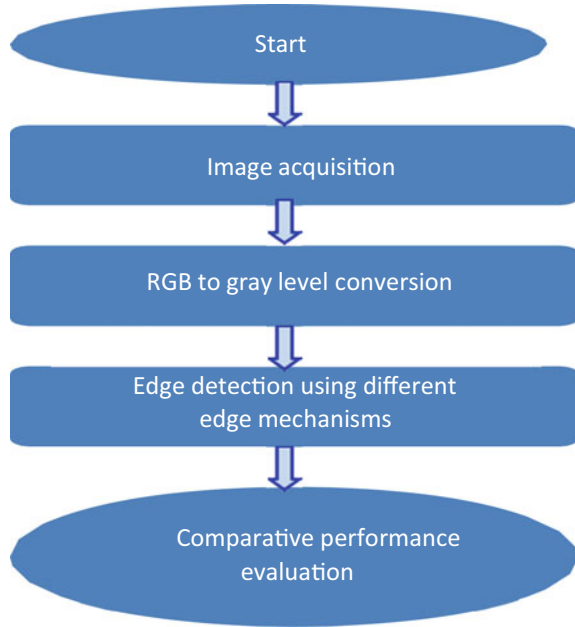 Start
Image acquisition
RGB to gray level conversion
Edge detection using different
edge mechanisms
Comparative performance
evaluation